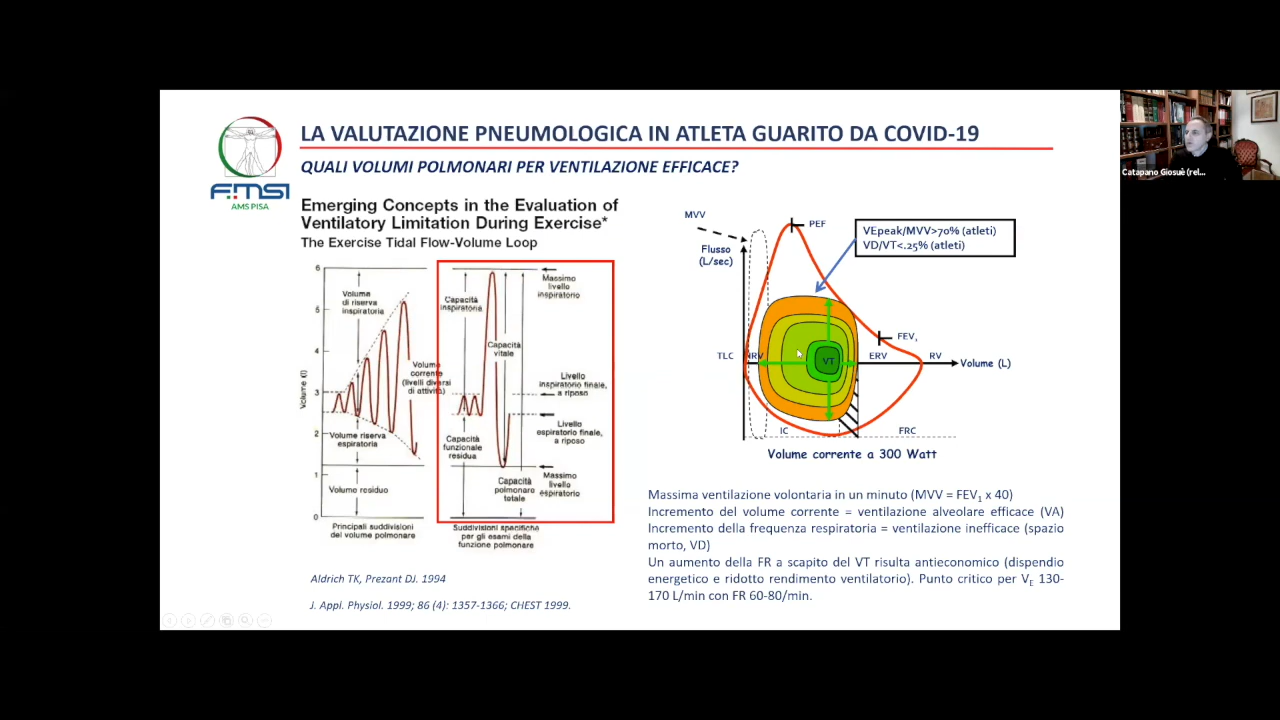 LA VALUTAZIONE PNEUMOLOGICA IN ATLETA GUARITO DA COVID-19
QUALI VOLUMI POLMONARI PER VENTILAZIONE EFFICACE?
FMSI
AMS PISA
Emerging Concepts in the Evaluation of
Ventilatory Limitation During Exercise*
The Exercise Tidal Flow-Volume Loop
Volume (l)
6
5
4
3
2
1
0
Volume
di riserva
inspiratoria
Volume
corrente
(livelli diversi
di attività)
Volume riserva
espiratoria
Volume residuo
Principali suddivisioni
del volume polmonare
Capacità
inspiratoria
Capacità
vitale
Capacità
funzionale
residua
Capacità
polmonare
totale
Massimo
livello
inspiratorio
Livello
inspiratorio finale,
a riposo
Livello
espiratorio finale,
a riposo
Massimo
livello
espiratorio
Suddivisioni specifiche
per gli esami della
funzione polmonare
Aldrich TK, Prezant DJ. 1994
J. Appl. Physiol. 1999; 86 (4): 1357-1366; CHEST 1999.
MVV
Flusso
(L/sec)
PEF
VEpeak/MVV>70% (atleti)
VD/VT<.25% (atleti)
FEV1
TLC
IRV
VT
ERV
RV
Volume (L)
IC
FRC
Volume corrente a 300 Watt
Massima ventilazione volontaria in un minuto (MVV = FEV1 x 40)
Incremento del volume corrente = ventilazione alveolare efficace (VA)
Incremento della frequenza respiratoria = ventilazione inefficace (spazio
morto, VD)
Un aumento della FR a scapito del VT risulta antieconomico (dispendio
energetico e ridotto rendimento ventilatorio). Punto critico per VE 130-
170 L/min con FR 60-80/min.
Catapano Giosuè (rel...